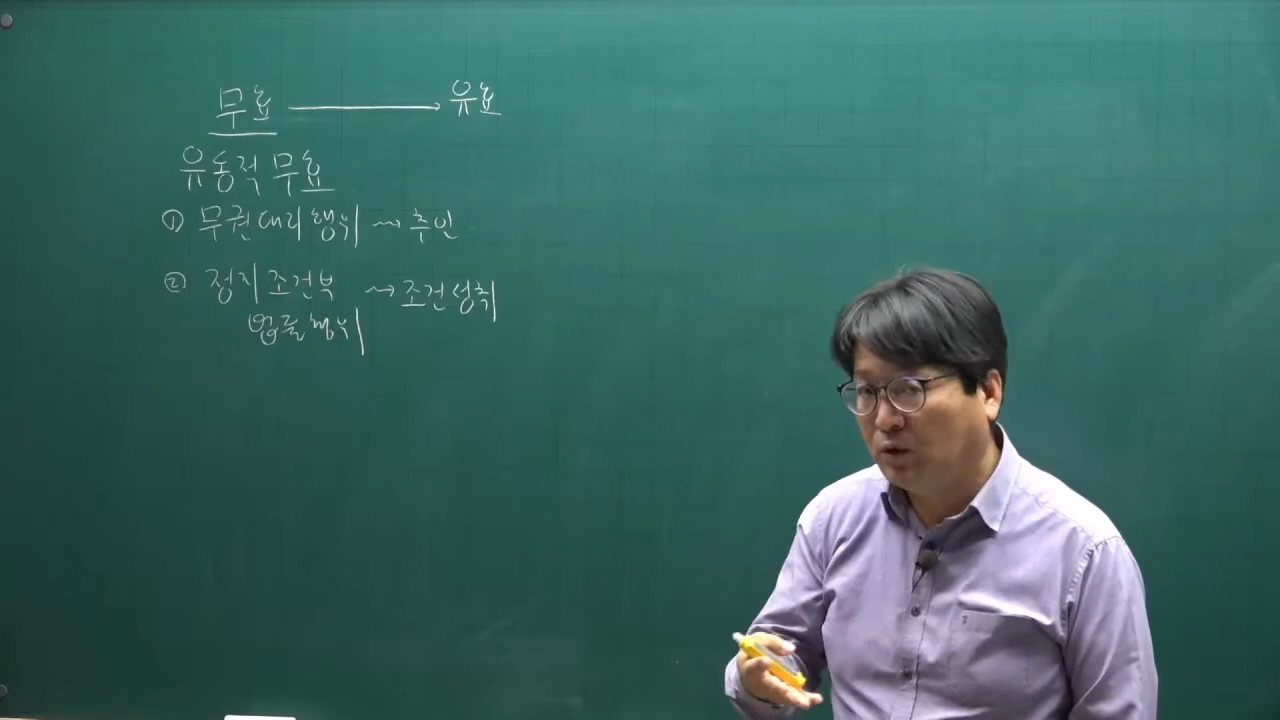 무효 → 유효
유동적 무효
① 무권대리행위 → 추인
② 정지조건부 → 조건성취
법률행위